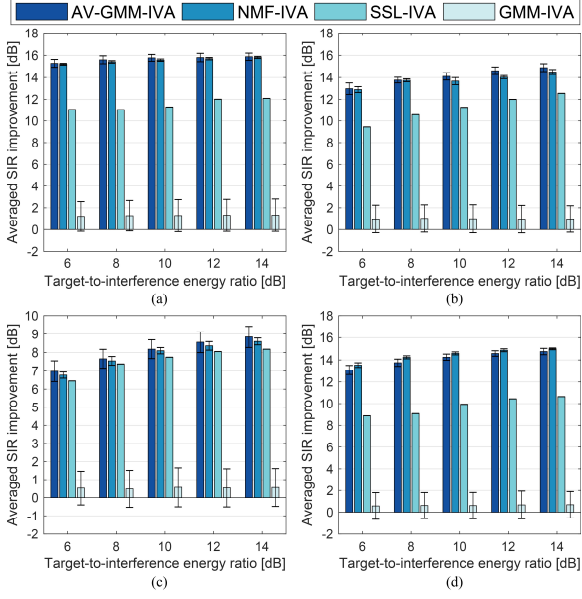 AV-GMM-IVA NMF-IVA SSL-IVA GMM-IVA
Averaged SIR improvement [dB]
18
16
14
12
10
8
6
4
2
0
-2
6 8 10 12 14
Target-to-interference energy ratio [dB]
(a)
Averaged SIR improvement [dB]
18
16
14
12
10
8
6
4
2
0
-2
6 8 10 12 14
Target-to-interference energy ratio [dB]
(b)
Averaged SIR improvement [dB]
10
9
8
7
6
5
4
3
2
1
0
-1
-2
6 8 10 12 14
Target-to-interference energy ratio [dB]
(c)
Averaged SIR improvement [dB]
18
16
14
12
10
8
6
4
2
0
-2
6 8 10 12 14
Target-to-interference energy ratio [dB]
(d)